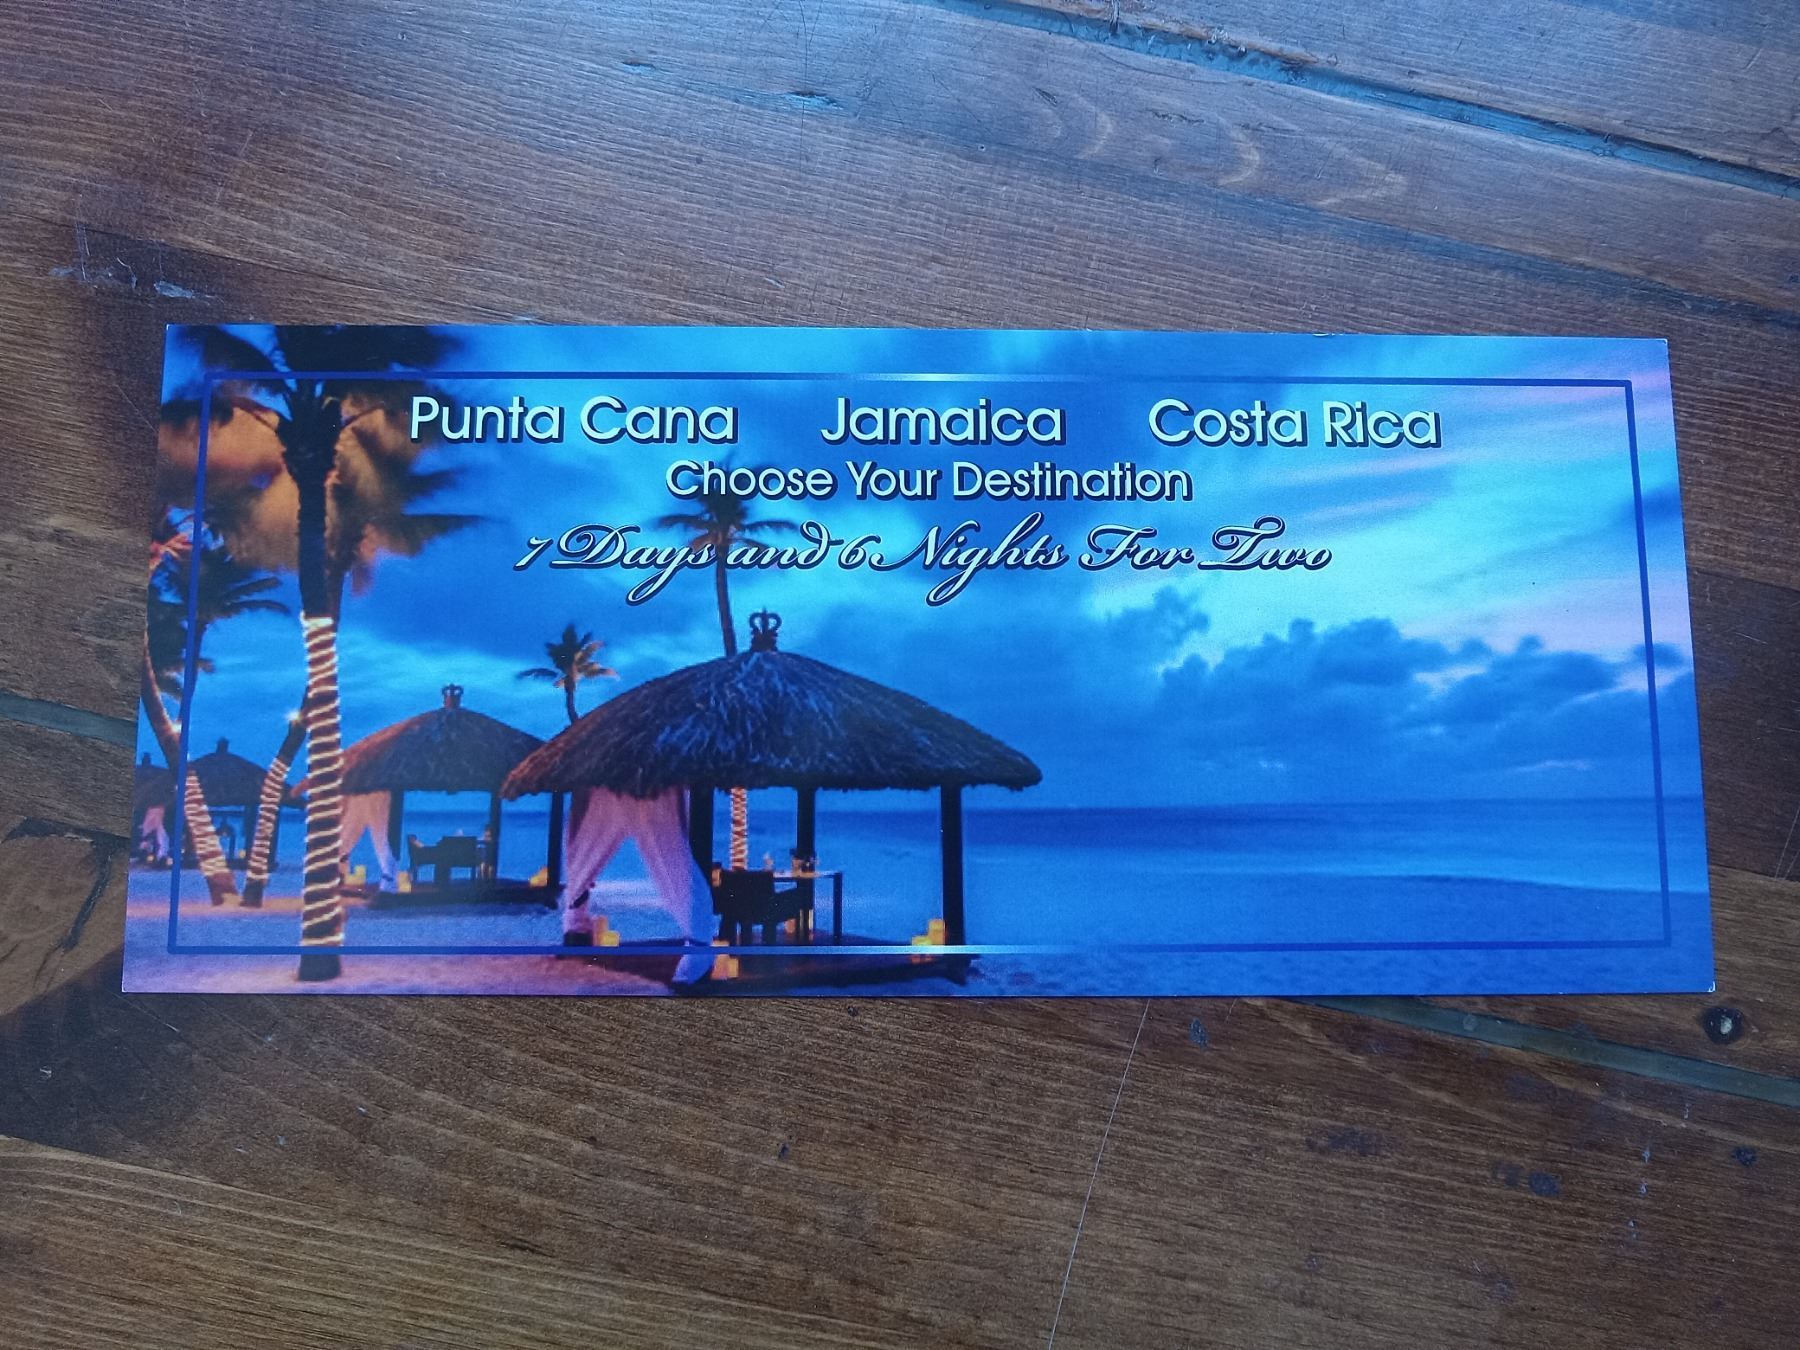 Punta Cana Jamaica Costa Rica
Choose Your Destination
7 Days and 6 Nights For Two